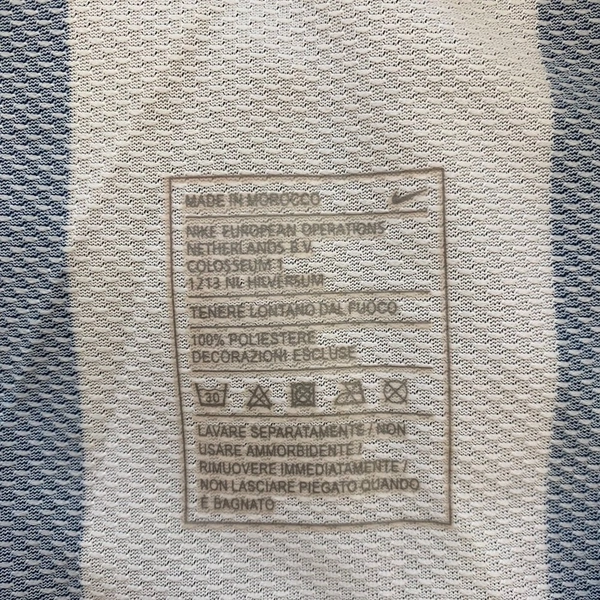 MADE IN MOROCCO
NIKE EUROPEAN OPERATIONS
NETHERLANDS B.V.
COLOSSEUM 1
1213 NL HILVERSUM
TENERE LONTANO DAL FUOCO
100% POLIESTERE
DECORAZIONI ESCLUSE
30
LAVARE SEPARATAMENTE / NON
USARE AMMORBIDENTE /
RIMUOVERE IMMEDIATAMENTE /
NON LASCIARE PIEGATO QUANDO
È BAGNATO